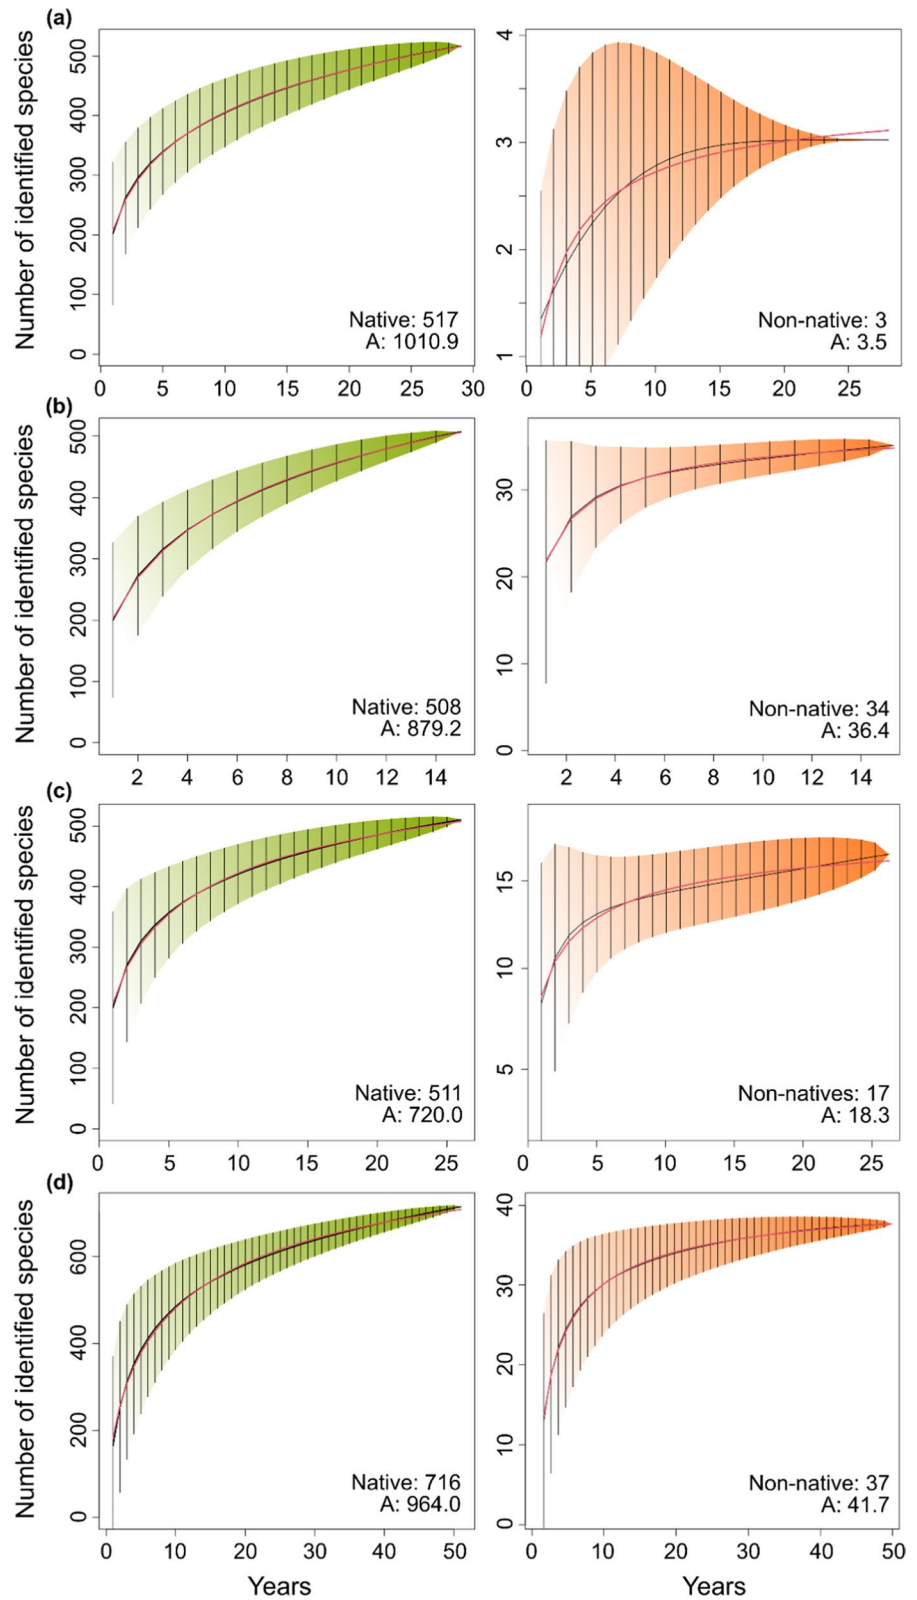 (a)
Number of identified species
0
100
200
300
400
500
0 5 10 15 20 25 30
Native: 517
A: 1010.9
1
2
3
4
0 5 10 15 20 25
Non-native: 3
A: 3.5
(b)
Number of identified species
0
100
200
300
400
500
2 4 6 8 10 12 14
Native: 508
A: 879.2
0
10
20
30
2 4 6 8 10 12 14
Non-native: 34
A: 36.4
(c)
Number of identified species
0
100
200
300
400
500
0 5 10 15 20 25
Native: 511
A: 720.0
5
10
15
0 5 10 15 20 25
Non-natives: 17
A: 18.3
(d)
Number of identified species
0
200
400
600
0 10 20 30 40 50
Native: 716
A: 964.0
Years
0
10
20
30
40
0 10 20 30 40 50
Non-native: 37
A: 41.7
Years